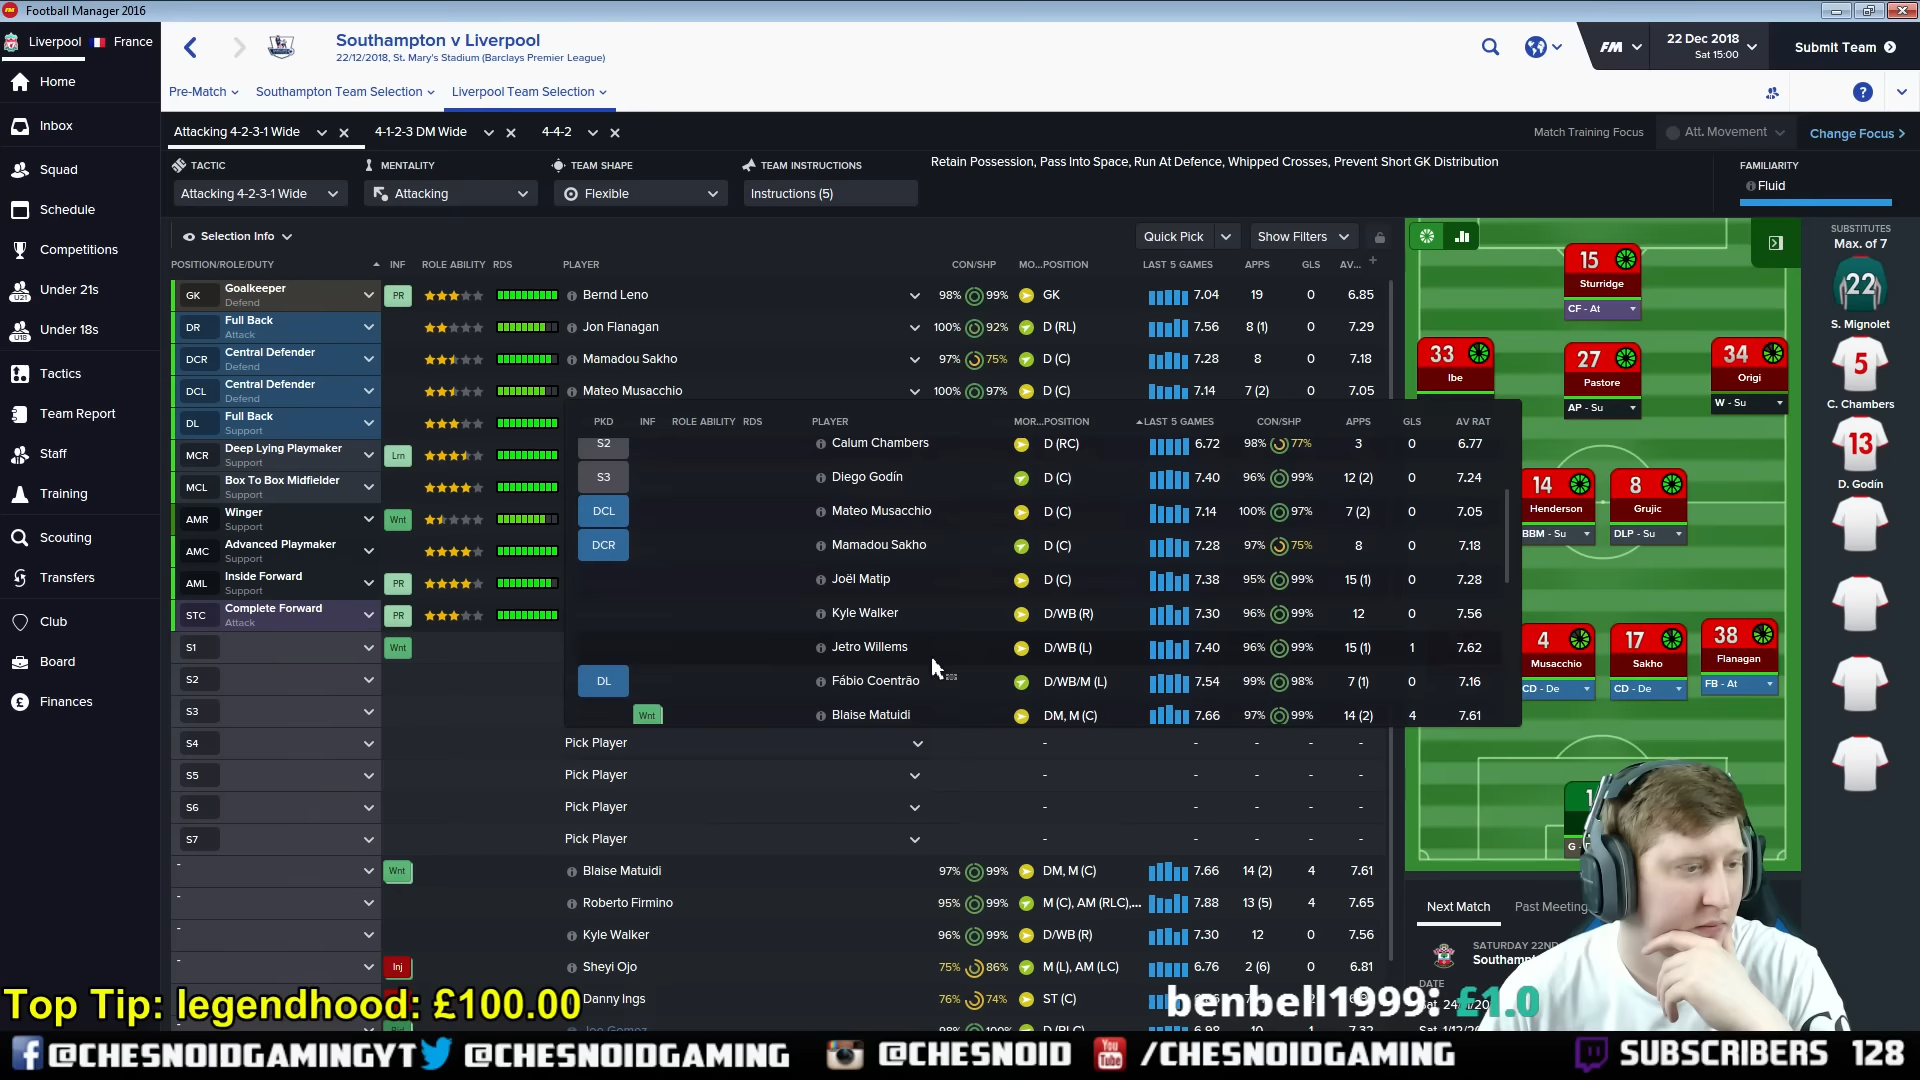 Football Manager 2016
Liverpool France
Southampton v Liverpool
22/12/2018, St. Mary's Stadium (Barclays Premier League)
FM
22 Dec 2018
Sat 15:00
Submit Team
Home
Pre-Match Southampton Team Selection Liverpool Team Selection
Inbox
Attacking 4-2-3-1 Wide 4-1-2-3 DM Wide 4-4-2
Match Training Focus Att. Movement Change Focus
Squad
TACTIC MENTALITY TEAM SHAPE TEAM INSTRUCTIONS
Retain Possession, Pass Into Space, Run At Defence, Whipped Crosses, Prevent Short GK Distribution
FAMILIARITY
Fluid
Attacking 4-2-3-1 Wide Attacking Flexible Instructions (5)
Schedule
Competitions
Under 21s
Under 18s
Tactics
Team Report
Staff
Training
Scouting
Transfers
Club
Board
Finances
Selection Info Quick Pick Show Filters
POSITION/ROLE/DUTY INF ROLE ABILITY RDS PLAYER CON/SHP MO... POSITION LAST 5 GAMES APPS GLS AV...
GK Goalkeeper Defend PR Bernd Leno 98% 99% GK 7.04 19 0 6.85
DR Full Back Attack Jon Flanagan 100% 92% D (RL) 7.56 8 (1) 0 7.29
DCR Central Defender Defend Mamadou Sakho 97% 75% D (C) 7.28 8 0 7.18
DCL Central Defender Defend Mateo Musacchio 100% 97% D (C) 7.14 7 (2) 0 7.05
DL Full Back Support
MCR Deep Lying Playmaker Support Lrn
MCL Box To Box Midfielder Support
AMR Winger Support Wnt
AMC Advanced Playmaker Support
AML Inside Forward Support PR
STC Complete Forward Attack PR
S1 Wnt
S2
S3
PKD INF ROLE ABILITY RDS PLAYER MOR... POSITION LAST 5 GAMES CON/SHP APPS GLS AV RAT
S2 Calum Chambers D (RC) 6.72 98% 77% 3 0 6.77
S3 Diego Godín D (C) 7.40 96% 99% 12 (2) 0 7.24
DCL Mateo Musacchio D (C) 7.14 100% 97% 7 (2) 0 7.05
DCR Mamadou Sakho D (C) 7.28 97% 75% 8 0 7.18
Joël Matip D (C) 7.38 95% 99% 15 (1) 0 7.28
Kyle Walker D/WB (R) 7.30 96% 99% 12 0 7.56
Jetro Willems D/WB (L) 7.40 96% 99% 15 (1) 1 7.62
DL Fábio Coentrão D/WB/M (L) 7.54 99% 98% 7 (1) 0 7.16
Wnt Blaise Matuidi DM, M (C) 7.66 97% 99% 14 (2) 4 7.61
S4 Pick Player - - - - -
S5 Pick Player - - - - -
S6 Pick Player - - - - -
S7 Pick Player - - - - -
- Wnt Blaise Matuidi 97% 99% DM, M (C) 7.66 14 (2) 4 7.61
- Roberto Firmino 95% 99% M (C), AM (RLC),... 7.88 13 (5) 4 7.65
- Kyle Walker 96% 99% D/WB (R) 7.30 12 0 7.56
- Inj Sheyi Ojo 75% 86% M (L), AM (LC) 6.76 2 (6) 0 6.81
Danny Ings 76% 74% ST (C)
Joe Gomez 98% 100% D (RLC) 6.98 10 1 7.32
15 Sturridge CF - At
33 Ibe
27 Pastore AP - Su
34 Origi W - Su
14 Henderson BBM - Su
8 Grujic DLP - Su
4 Musacchio CD - De
17 Sakho CD - De
38 Flanagan FB - At
SUBSTITUTES
Max. of 7
22
S. Mignolet
5
C. Chambers
13
D. Godín
Next Match Past Meeting
SATURDAY 22ND
DATE
Top Tip: legendhood: £100.00
benbell1999: £1.0
@CHESNOIDGAMINGYT @CHESNOIDGAMING @CHESNOID You Tube /CHESNOIDGAMING SUBSCRIBERS 128